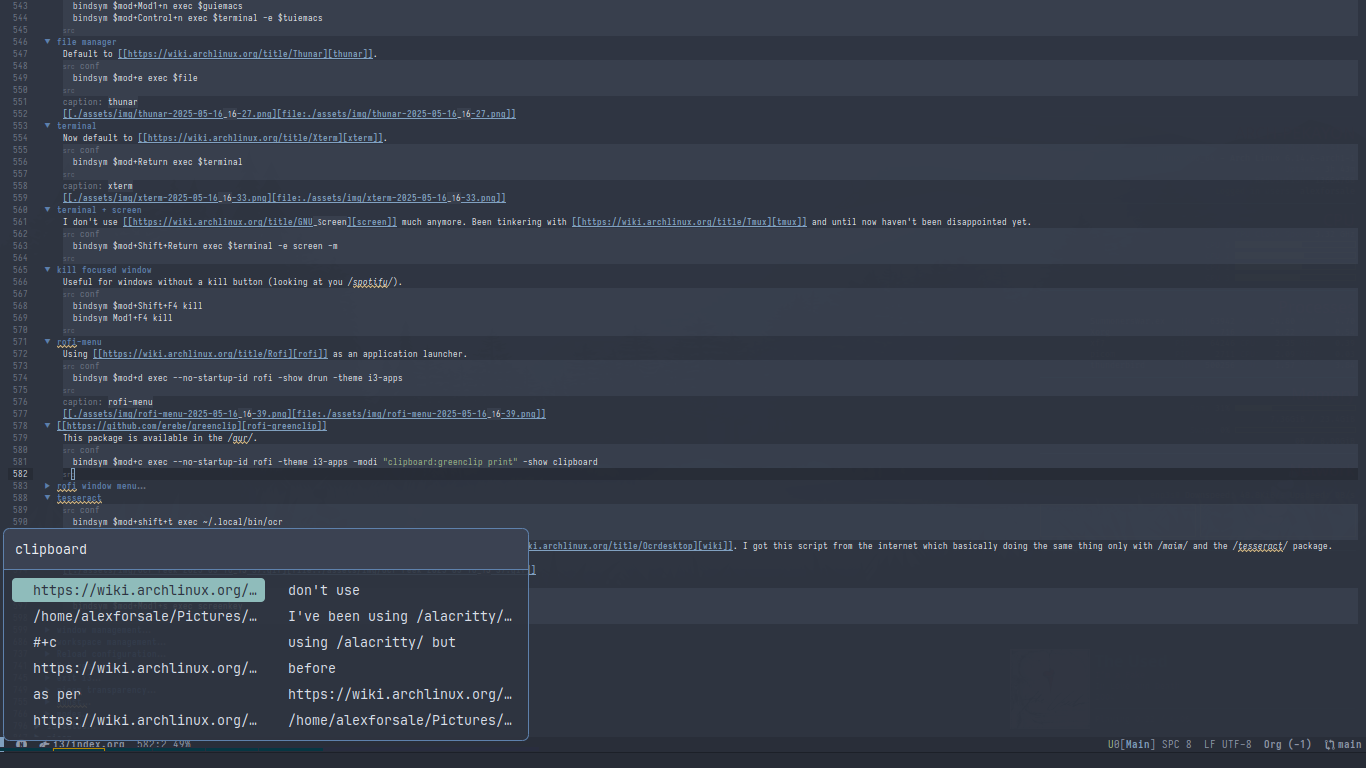 543 bindsym $mod+Mod1+n exec $guiemacs
544 bindsym $mod+Control+n exec $terminal -e $tuiemacs
545 src
546 ▼ file manager
547 Default to [[https://wiki.archlinux.org/title/Thunar][thunar]].
548 src conf
549 bindsym $mod+e exec $file
550 src
551 caption: thunar
552 [[./assets/img/thunar-2025-05-16_16-27.png][file:./assets/img/thunar-2025-05-16_16-27.png]]
553 ▼ terminal
554 Now default to [[https://wiki.archlinux.org/title/Xterm][xterm]].
555 src conf
556 bindsym $mod+Return exec $terminal
557 src
558 caption: xterm
559 [[./assets/img/xterm-2025-05-16_16-33.png][file:./assets/img/xterm-2025-05-16_16-33.png]]
560 ▼ terminal + screen
561 I don't use [[https://wiki.archlinux.org/title/GNU_Screen][screen]] much anymore. Been tinkering with [[https://wiki.archlinux.org/title/Tmux][tmux]] and until now haven't been disappointed yet.
562 src conf
563 bindsym $mod+Shift+Return exec $terminal -e screen -m
564 src
565 ▼ kill focused window
566 Useful for windows without a kill button (looking at you /spotify/).
567 src conf
568 bindsym $mod+Shift+F4 kill
569 bindsym Mod1+F4 kill
570 src
571 ▼ rofi-menu
572 Using [[https://wiki.archlinux.org/title/Rofi][rofi]] as an application launcher.
573 src conf
574 bindsym $mod+d exec --no-startup-id rofi -show drun -theme i3-apps
575 src
576 caption: rofi-menu
577 [[./assets/img/rofi-menu-2025-05-16_16-39.png][file:./assets/img/rofi-menu-2025-05-16_16-39.png]]
578 ▼ [[https://github.com/erebe/greenclip][rofi-greenclip]]
579 This package is available in the /aur/.
580 src conf
581 bindsym $mod+c exec --no-startup-id rofi -theme i3-apps -modi "clipboard:greenclip print" -show clipboard
582 src
583 ▶ rofi window menu...
588 ▼ tesseract
589 src conf
590 bindsym $mod+shift+t exec ~/.local/bin/ocr
ki.archlinux.org/title/Ocrdesktop][wiki]]. I got this script from the internet which basically doing the same thing only with /maim/ and the /tesseract/ package.
clipboard
https://wiki.archlinux.org/… don't use
/home/alexforsale/Pictures/… I've been using /alacritty/…
#+c using /alacritty/ but
https://wiki.archlinux.org/… before
as per https://wiki.archlinux.org/…
https://wiki.archlinux.org/… /home/alexforsale/Pictures/…
i3/index.org 582:2 49% U0[Main] SPC 8 LF UTF-8 Org (-1) main